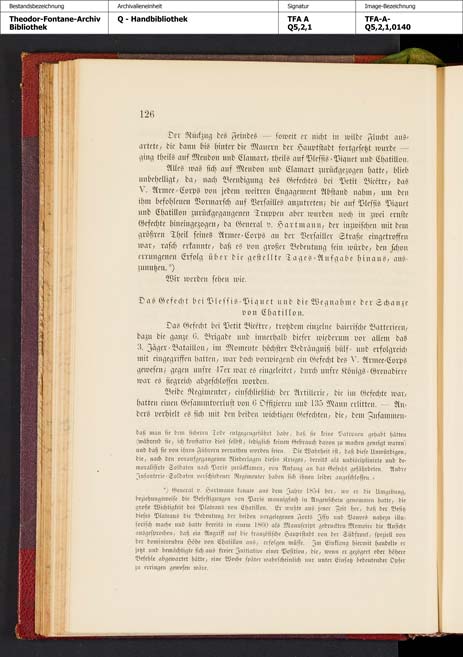 Bestandsbezeichnung
Archivalieneinheit
Signatur
Image-Bezeichnung
Theodor-Fontane-Archiv
Bibliothek
Q - Handbibliothek
TFA A
Q5,2,1
TFA-A-
Q5,2,1,0140
126
Der Rückzug des Feindes — soweit er nicht in wilde Flucht aus-
artete, die dann bis hinter die Mauern der Hauptstadt fortgesetzt wurde —
ging theils auf Meudon und Clamart, theils auf Plessis-Piquet und Chatillon.
Alles was sich auf Meudon und Clamart zurückgezogen hatte, blieb
unbehelligt, da, nach Beendigung des Gefechtes bei Petit Bicêtre, das
V. Armee-Corps von jedem weitren Engagement Abstand nahm, um den
ihm befohlenen Vormarsch auf Versailles anzutreten; die auf Plessis Piquet
und Chatillon zurückgegangenen Truppen aber wurden noch in zwei ernste
Gefechte hineingezogen, da General v. Hartmann, der inzwischen mit dem
größren Theil seines Armee-Corps an der Versailler Straße eingetroffen
war, rasch erkannte, daß es von großer Bedeutung sein würde, den schon
errungenen Erfolg über die gestellte Tages-Aufgabe hinaus, aus-
zunutzen.*)
Wir werden sehen wie.
Das Gefecht bei Plessis-Piquet und die Wegnahme der Schanze
von Chatillon.
Das Gefecht bei Petit Bicêtre, trotzdem einzelne baierische Batterieen,
dazu die ganze 6. Brigade und innerhalb dieser wiederum vor allem das
3. Jäger-Bataillon, im Momente höchster Bedrängniß hülf- und erfolgreich
mit eingegriffen hatten, war doch vorwiegend ein Gefecht des V. Armee-Corps
gewesen; gegen unsre 47er war es eingeleitet, durch unsre Königs-Grenadiere
war es siegreich abgeschlossen worden.
Beide Regimenter, einschließlich der Artillerie, die im Gefechte war,
hatten einen Gesammtverlust von 6 Offizieren und 135 Mann erlitten. — An-
ders verhielt es sich mit den beiden wichtigen Gefechten, die, dem Zusammen-
daß man sie dem sicheren Tode entgegengeführt habe, daß sie keine Patronen gehabt hätten
(während sie, ich konstatire dies selbst, lediglich keinen Gebrauch davon zu machen geneigt waren)
und daß sie von ihren Führern verrathen worden seien. Die Wahrheit ist, daß diese Unwürdigen,
die, nach den voraufgegangenen Niederlagen dieses Krieges, bereits als undisciplinirte und de-
moralisirte Soldaten nach Paris zurückkamen, von Anfang an das Gefecht gefährdeten. Andre
Infanterie-Soldaten verschiedener Regimenter haben sich ihnen leider angeschlossen.
*) General v. Hartmann kannte aus dem Jahre 1854 her, wo er die Umgebung,
beziehungsweise die Befestigungen von Paris mannigfach in Augenschein genommen hatte, die
große Wichtigkeit des Plateaus von Chatillon. Er wußte aus jener Zeit her, daß der Besitz
dieses Plateaus die Bedeutung der beiden vorgelegenen Forts Issy und Vanves nahezu illu-
sorisch mache und hatte bereits in einem 1860 als Manuscript gedruckten Memoire die Ansicht
ausgesprochen, daß ein Angriff auf die französische Hauptstadt von der Südfront, speziell von
der dominirenden Höhe von Chatillon aus, erfolgen müsse. Im Einklang hiermit handelte er
jetzt und bemächtigte sich aus freier Initiative einer Position, die, wenn er gezögert oder höhere
Befehle abgewartet hätte, eine Woche später wahrscheinlich nur unter Einsatz bedeutender Opfer
zu erringen gewesen wäre.